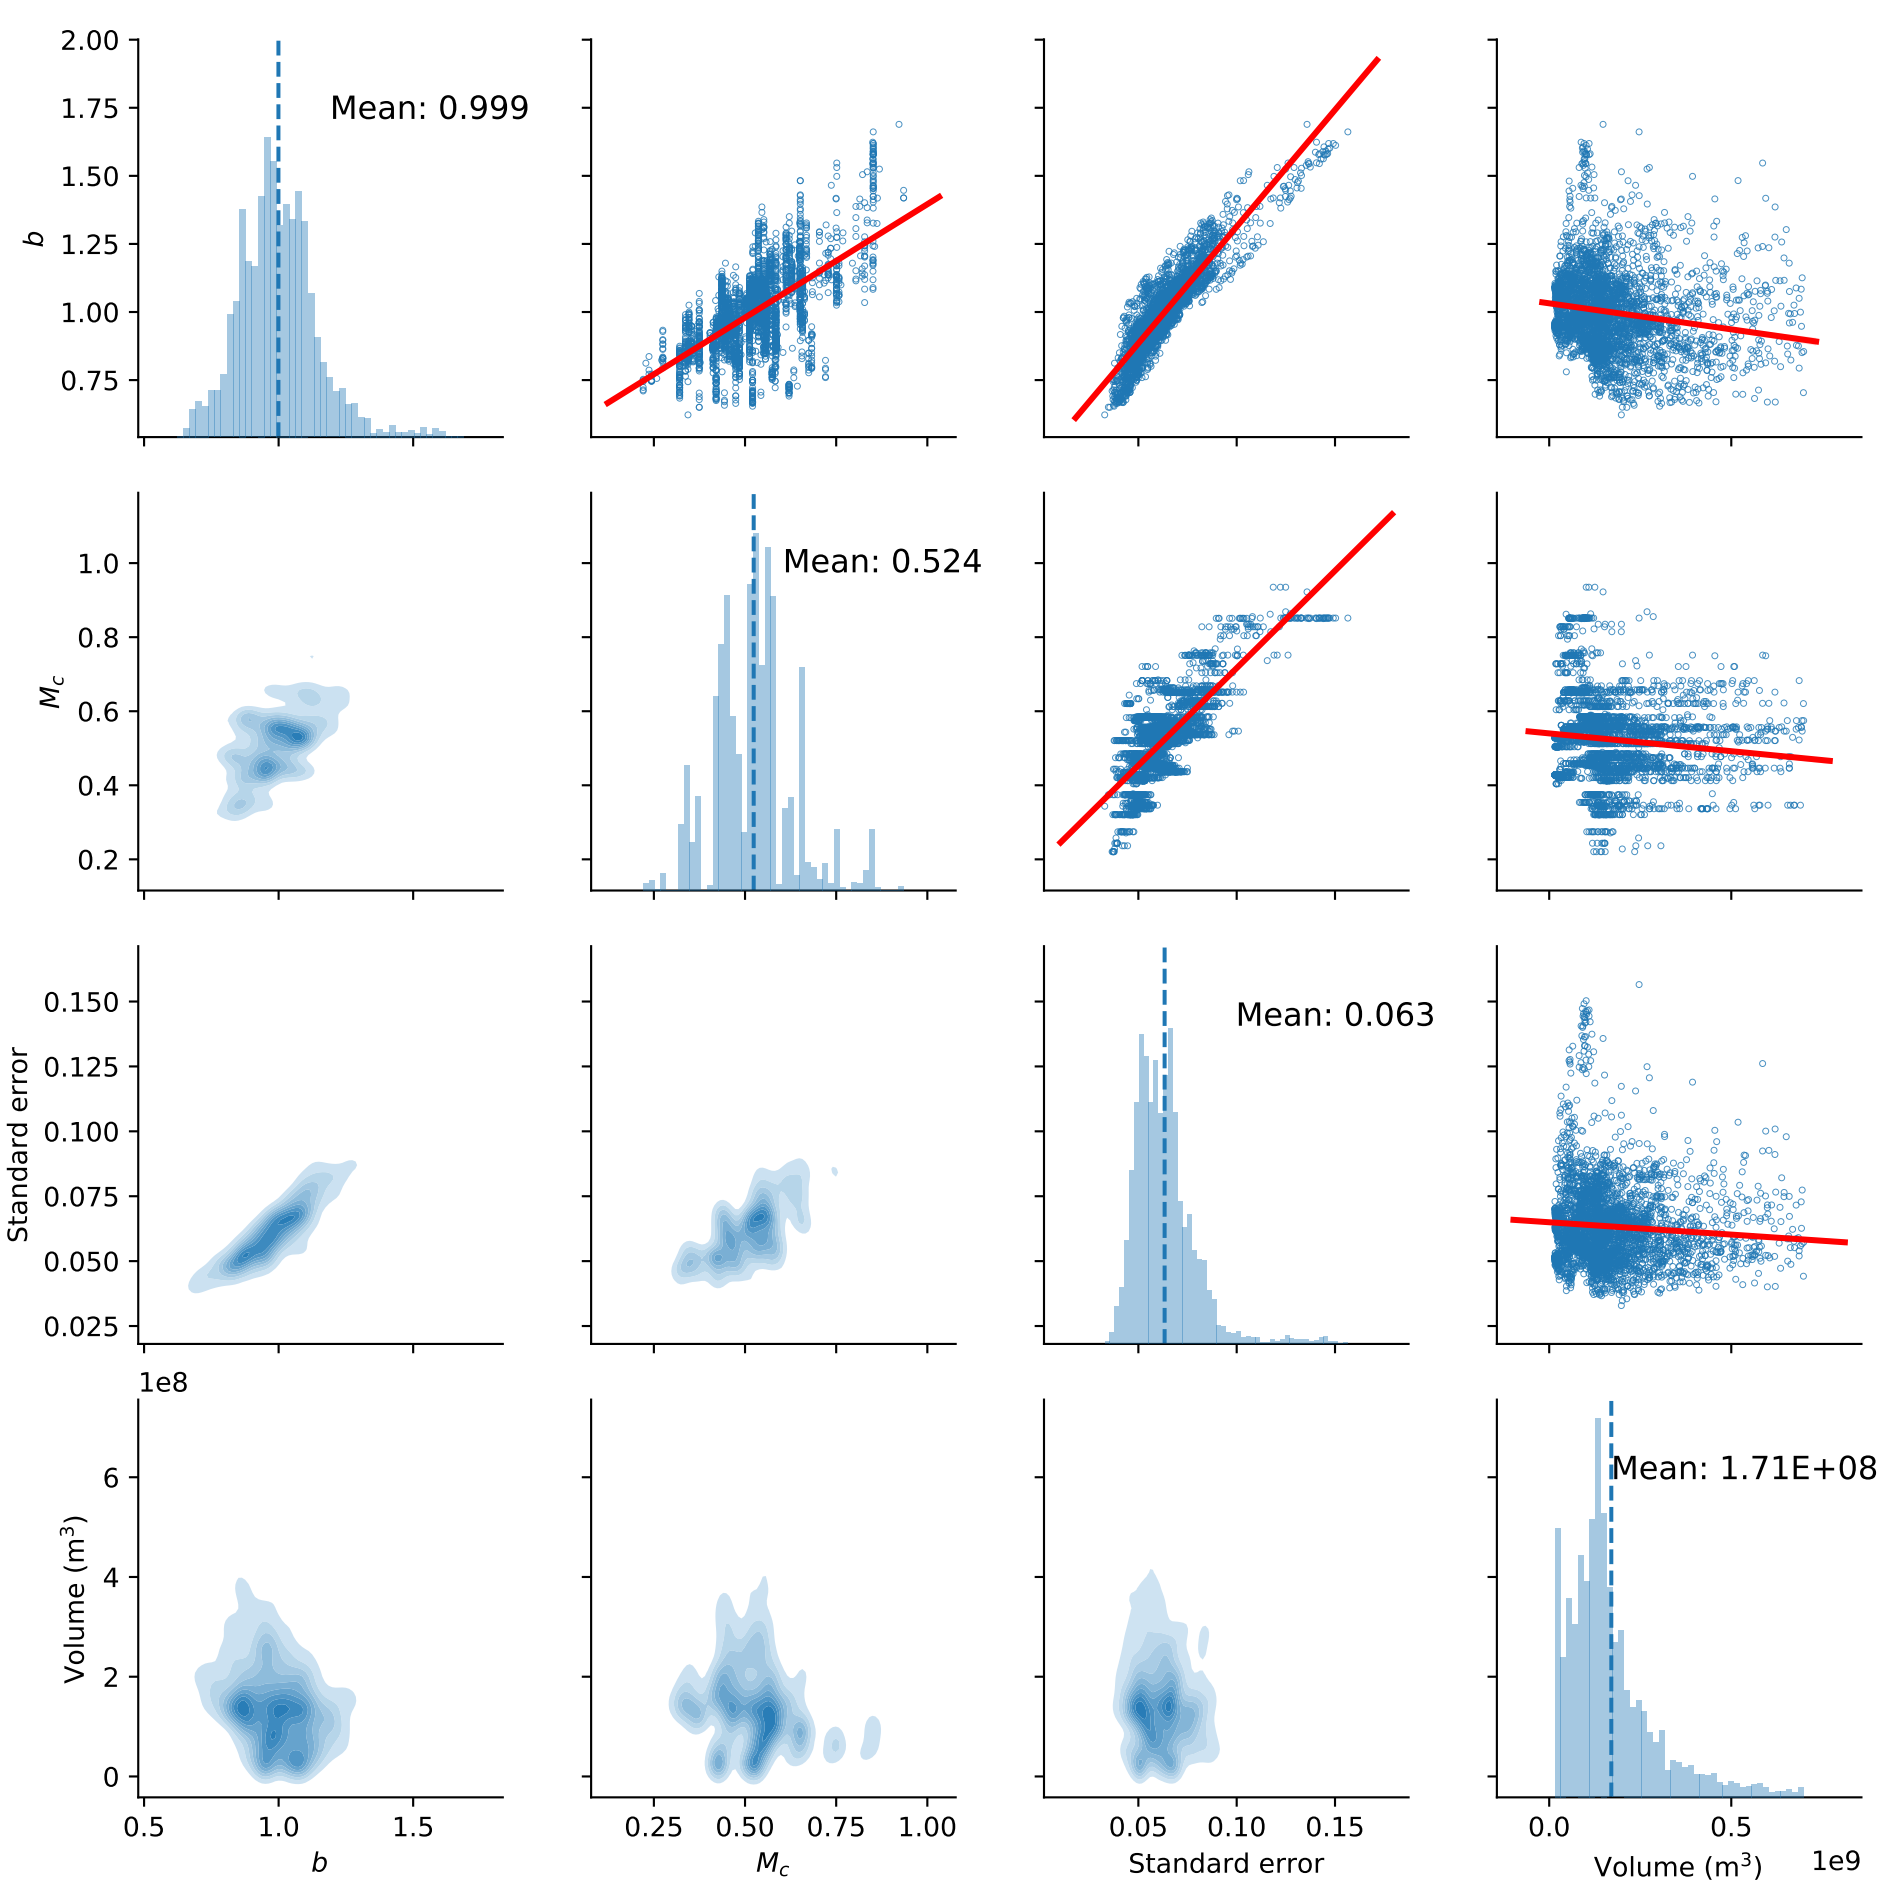 2.00
1.75
1.50
1.25
1.00
0.75
b
Mean: 0.999
1.0
0.8
0.6
0.4
0.2
M_c
Mean: 0.524
0.150
0.125
0.100
0.075
0.050
0.025
Standard error
Mean: 0.063
1e8
6
4
2
0
Volume (m³)
Mean: 1.71E+08
0.5 1.0 1.5
b
0.25 0.50 0.75 1.00
M_c
0.05 0.10 0.15
Standard error
0.0 0.5
Volume (m³)
1e9